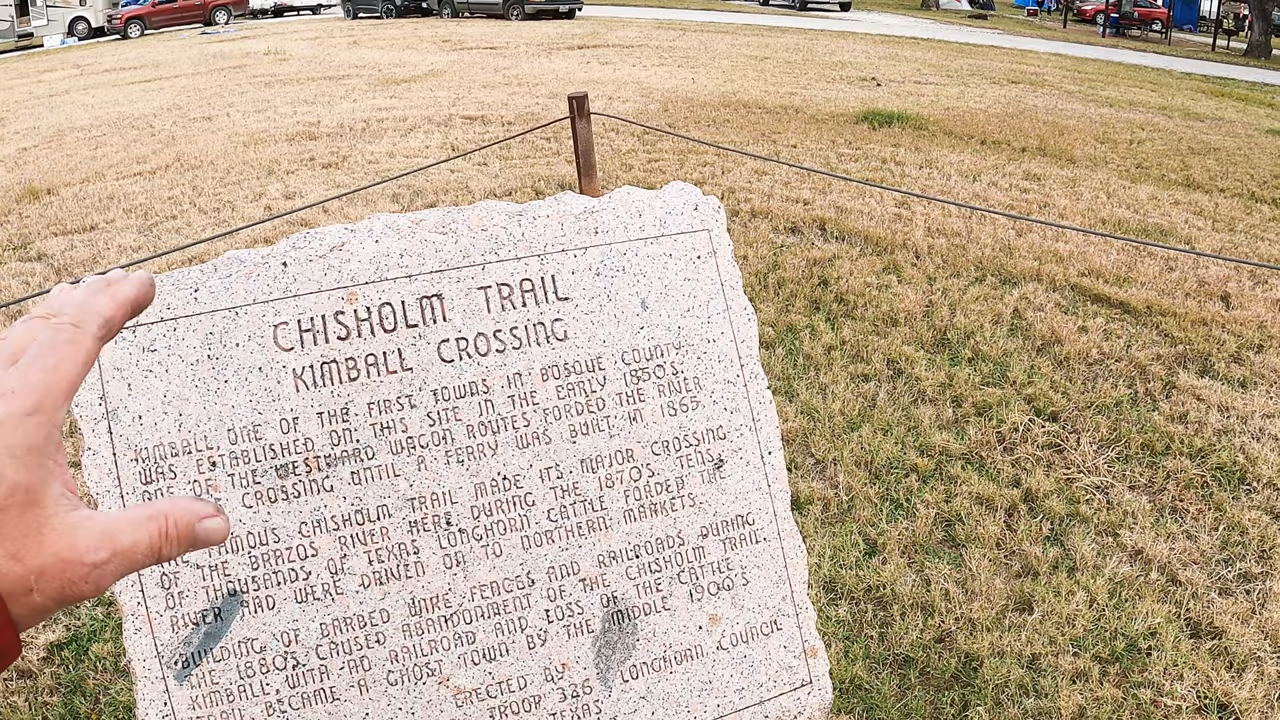 CHISHOLM TRAIL
KIMBALL CROSSING
KIMBALL, ONE OF THE FIRST TOWNS IN BOSQUE COUNTY,
WAS ESTABLISHED ON THIS SITE IN THE EARLY 1850'S.
ONE OF THE WESTWARD WAGON ROUTES FORDED THE RIVER
CROSSING UNTIL A FERRY WAS BUILT IN 1865.
FAMOUS CHISHOLM TRAIL MADE ITS MAJOR CROSSING
OF THE BRAZOS RIVER HERE DURING THE 1870'S. TENS
OF THOUSANDS OF TEXAS LONGHORN CATTLE FORDED THE
RIVER AND WERE DRIVEN ON TO NORTHERN MARKETS.
BUILDING OF BARBED WIRE FENCES AND RAILROADS DURING
THE 1880'S CAUSED ABANDONMENT OF THE CHISHOLM TRAIL.
KIMBALL, WITH NO RAILROAD AND LOSS OF THE CATTLE
TRAIL, BECAME A GHOST TOWN BY THE MIDDLE 1900'S
ERECTED BY
TROOP 326 LONGHORN COUNCIL
TEXAS